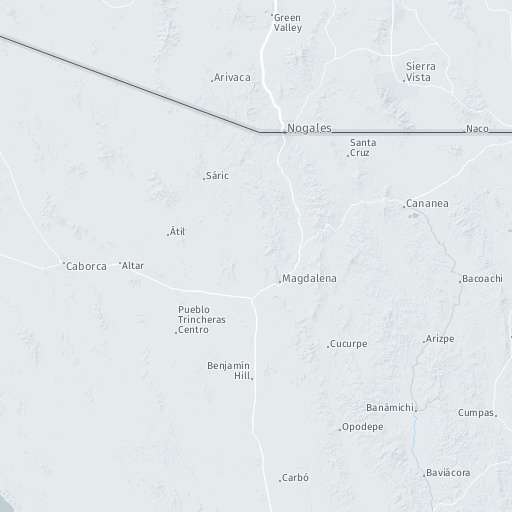 Green
Valley
Sierra
Vista
Arivaca
Nogales
Naco
Santa
Cruz
Sáric
Cananea
Átil
Caborca
Altar
Magdalena
Bacoachi
Pueblo
Trincheras
Centro
Cucurpe
Arizpe
Benjamín
Hill
Banámichi
Cumpas
Opodepe
Baviácora
Carbó